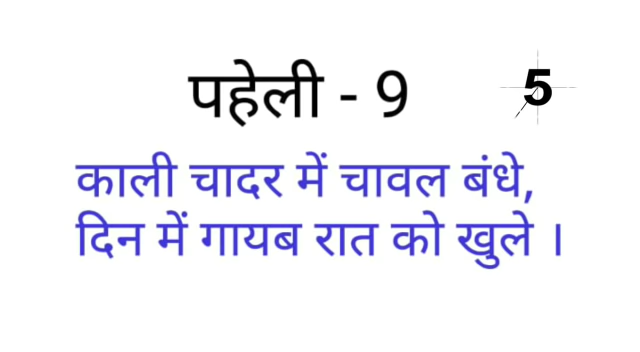 पहेली - 9
5
काली चादर में चावल बंधे,
दिन में गायब रात को खुले ।